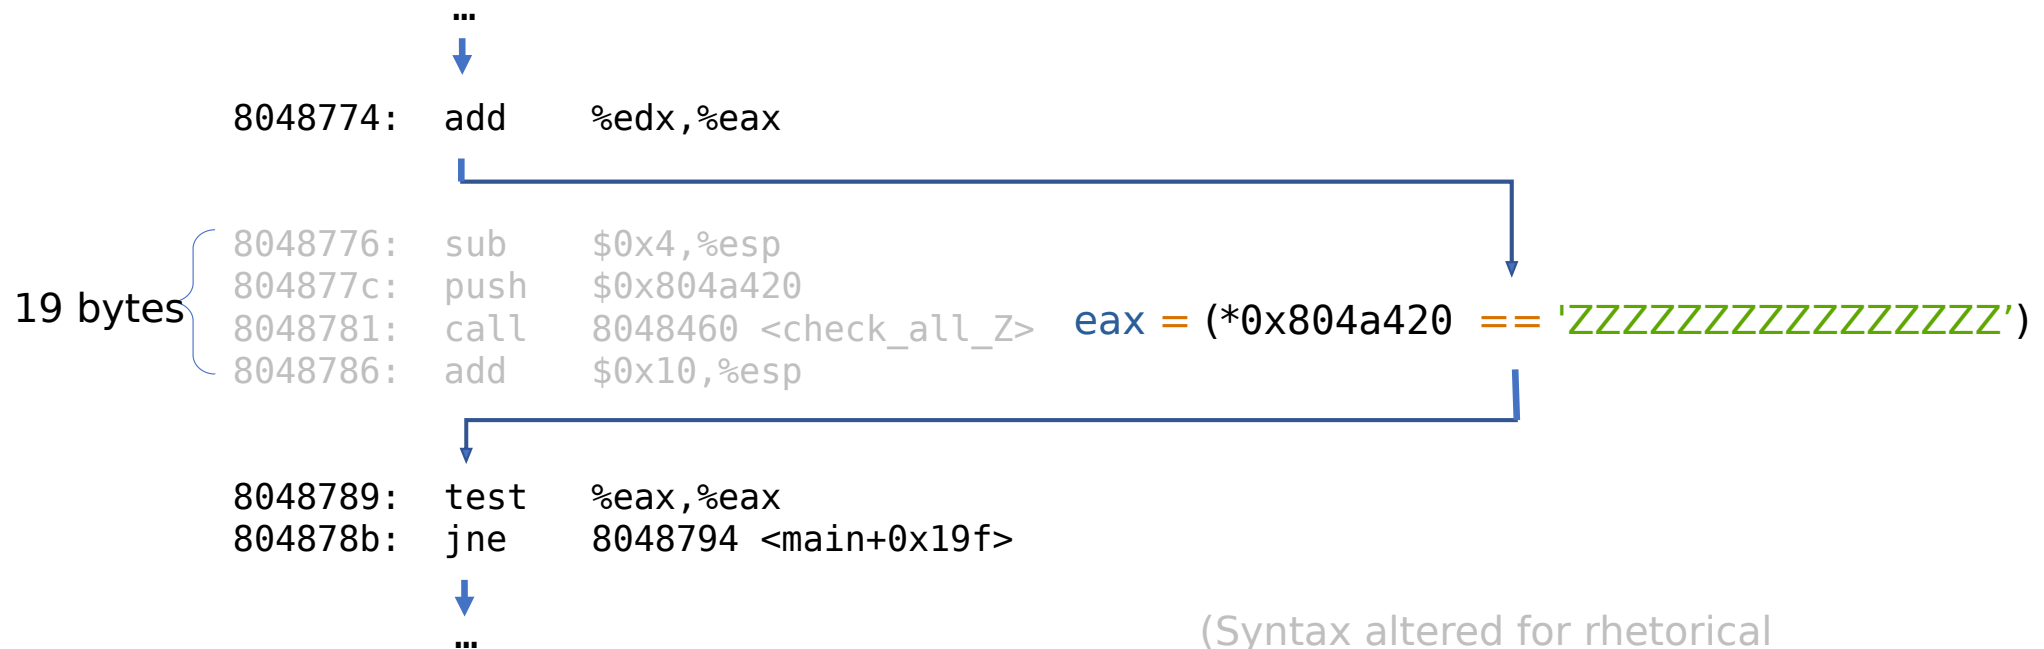 …
8048774: add %edx,%eax
8048776: sub $0x4,%esp
804877c: push $0x804a420
8048781: call 8048460 <check_all_Z>
8048786: add $0x10,%esp
19 bytes
eax = (*0x804a420 == 'ZZZZZZZZZZZZZZZZ’)
8048789: test %eax,%eax
804878b: jne 8048794 <main+0x19f>
…
(Syntax altered for rhetorical